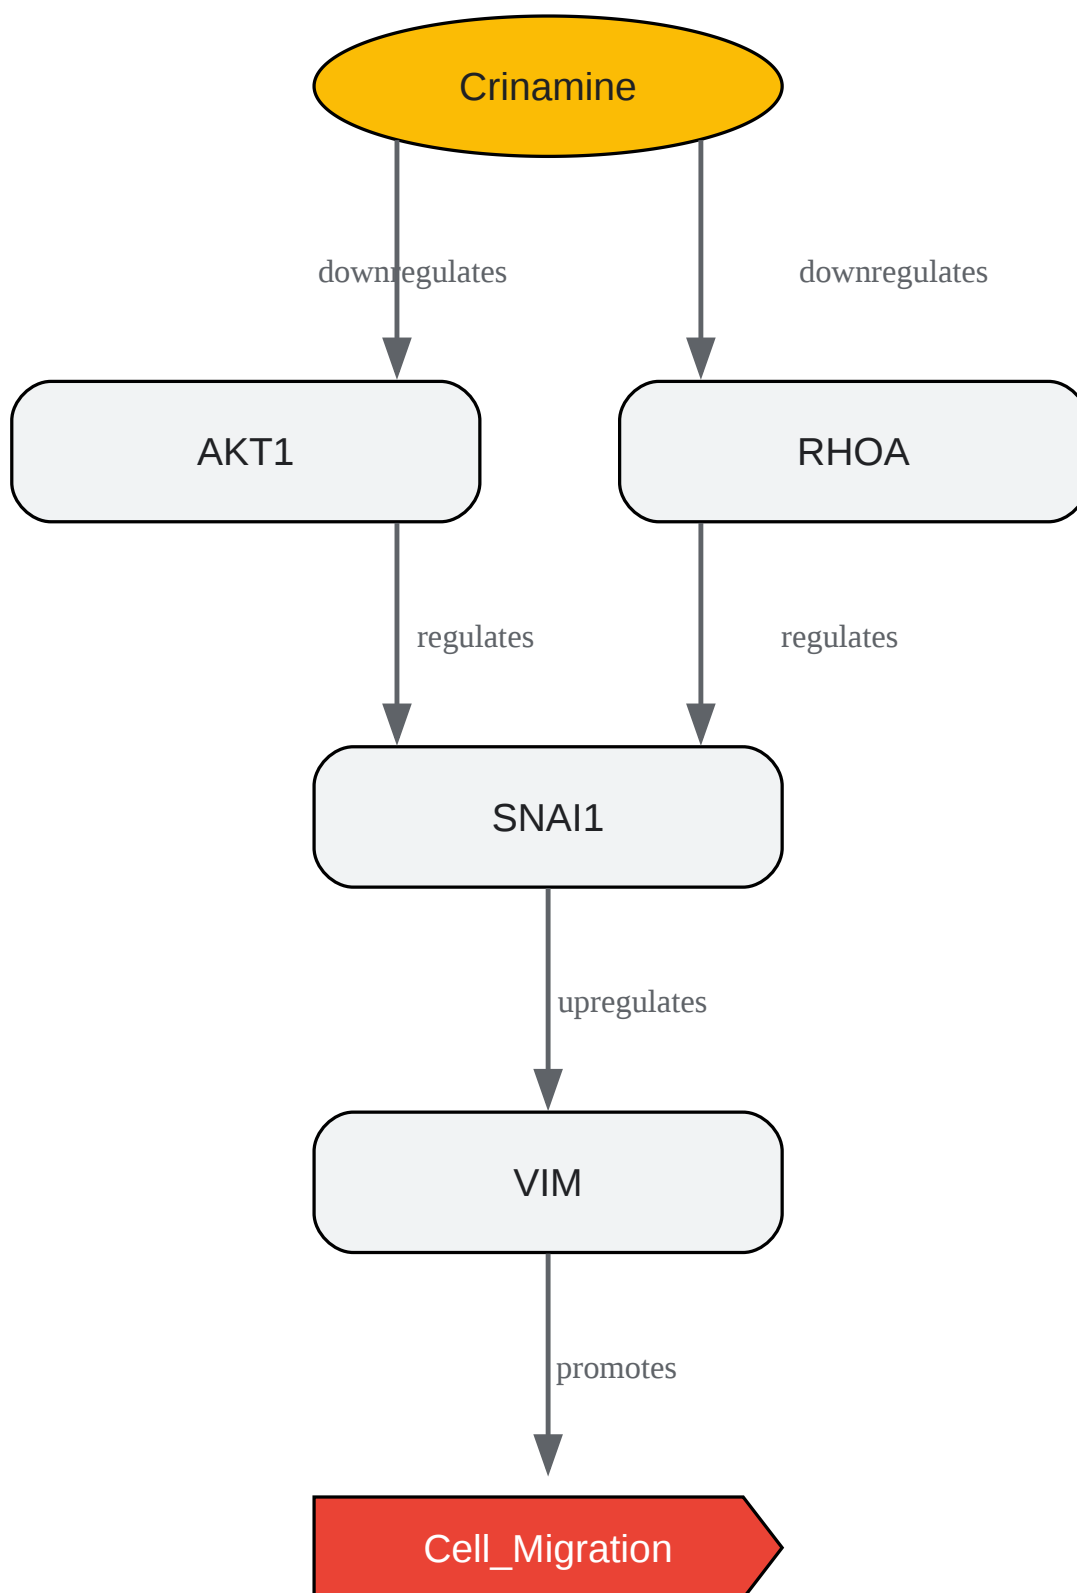 Crinamine
downregulates
downregulates
AKT1
RHOA
regulates
regulates
SNAI1
upregulates
VIM
promotes
Cell_Migration